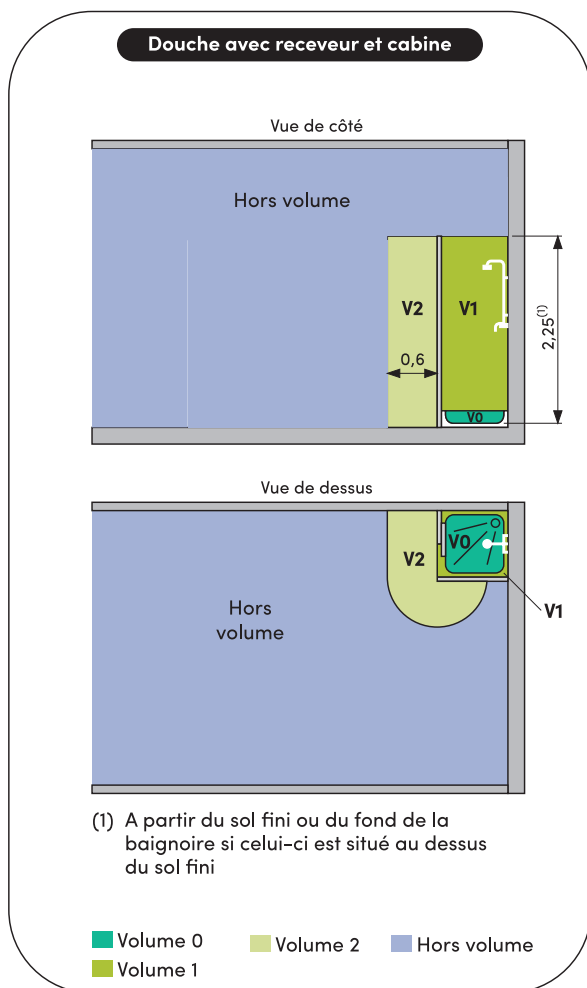 Douche avec receveur et cabine
Vue de côté
Hors volume
V2
V1
0,6
2,25(1)
V0
Vue de dessus
V0
V2
Hors
volume
V1
(1) A partir du sol fini ou du fond de la
baignoire si celui-ci est situé au dessus
du sol fini
Volume 0
Volume 2
Hors volume
Volume 1